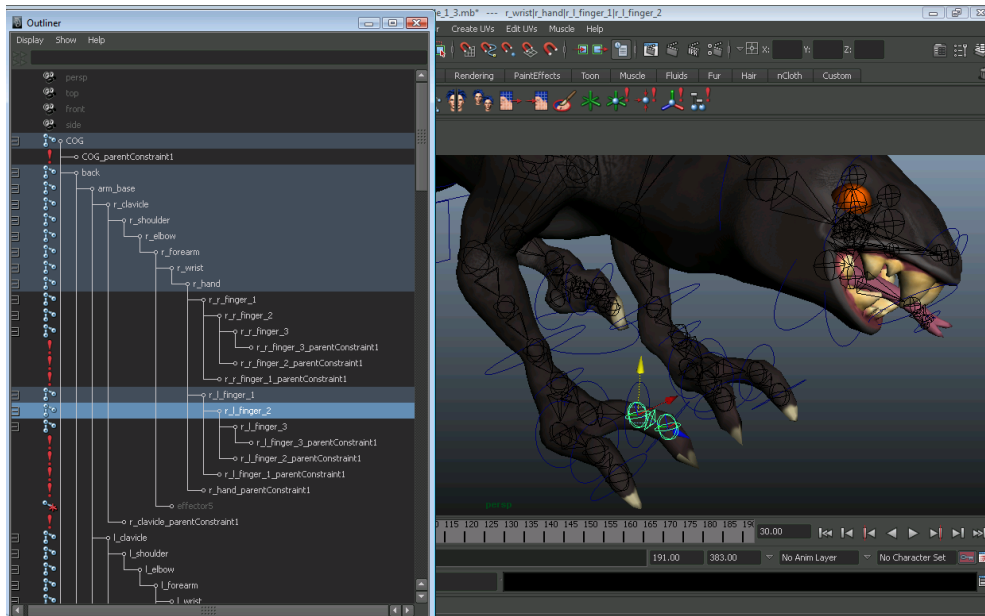 Outliner
Display Show Help
persp
top
front
side
COG
COG_parentConstraint1
back
arm_base
r_clavicle
r_shoulder
r_elbow
r_forearm
r_wrist
r_hand
r_r_finger_1
r_r_finger_2
r_r_finger_3
r_r_finger_3_parentConstraint1
r_r_finger_2_parentConstraint1
r_r_finger_1_parentConstraint1
r_l_finger_1
r_l_finger_2
r_l_finger_3
r_l_finger_3_parentConstraint1
r_l_finger_2_parentConstraint1
r_l_finger_1_parentConstraint1
r_hand_parentConstraint1
effector5
r_clavicle_parentConstraint1
l_clavicle
l_shoulder
l_elbow
l_forearm
l_wrist
e_1_3.mb* --- r_wrist|r_hand|r_l_finger_1|r_l_finger_2
Create UVs Edit UVs Muscle Help
X: Y: Z:
Rendering PaintEffects Toon Muscle Fluids Fur Hair nCloth Custom
persp
115 120 125 130 135 140 145 150 155 160 165 170 175 180 185 30.00
191.00 383.00 No Anim Layer No Character Set